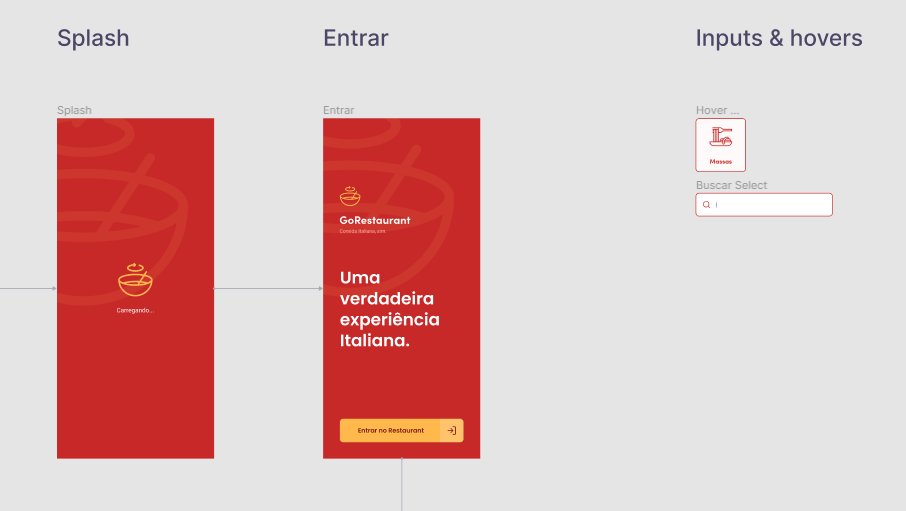 Splash
Entrar
Inputs & hovers
Splash
Entrar
Hover ...
Massas
Buscar Select
Carregando...
GoRestaurant
Comida Italiana, uré.
Uma
verdadeira
experiência
Italiana.
Entrar no Restaurant